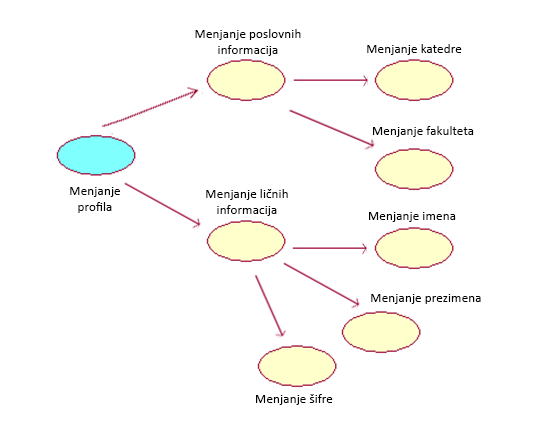 Menjanje poslovnih
informacija
Menjanje katedre
Menjanje fakulteta
Menjanje
profila
Menjanje ličnih
informacija
Menjanje imena
Menjanje prezimena
Menjanje šifre